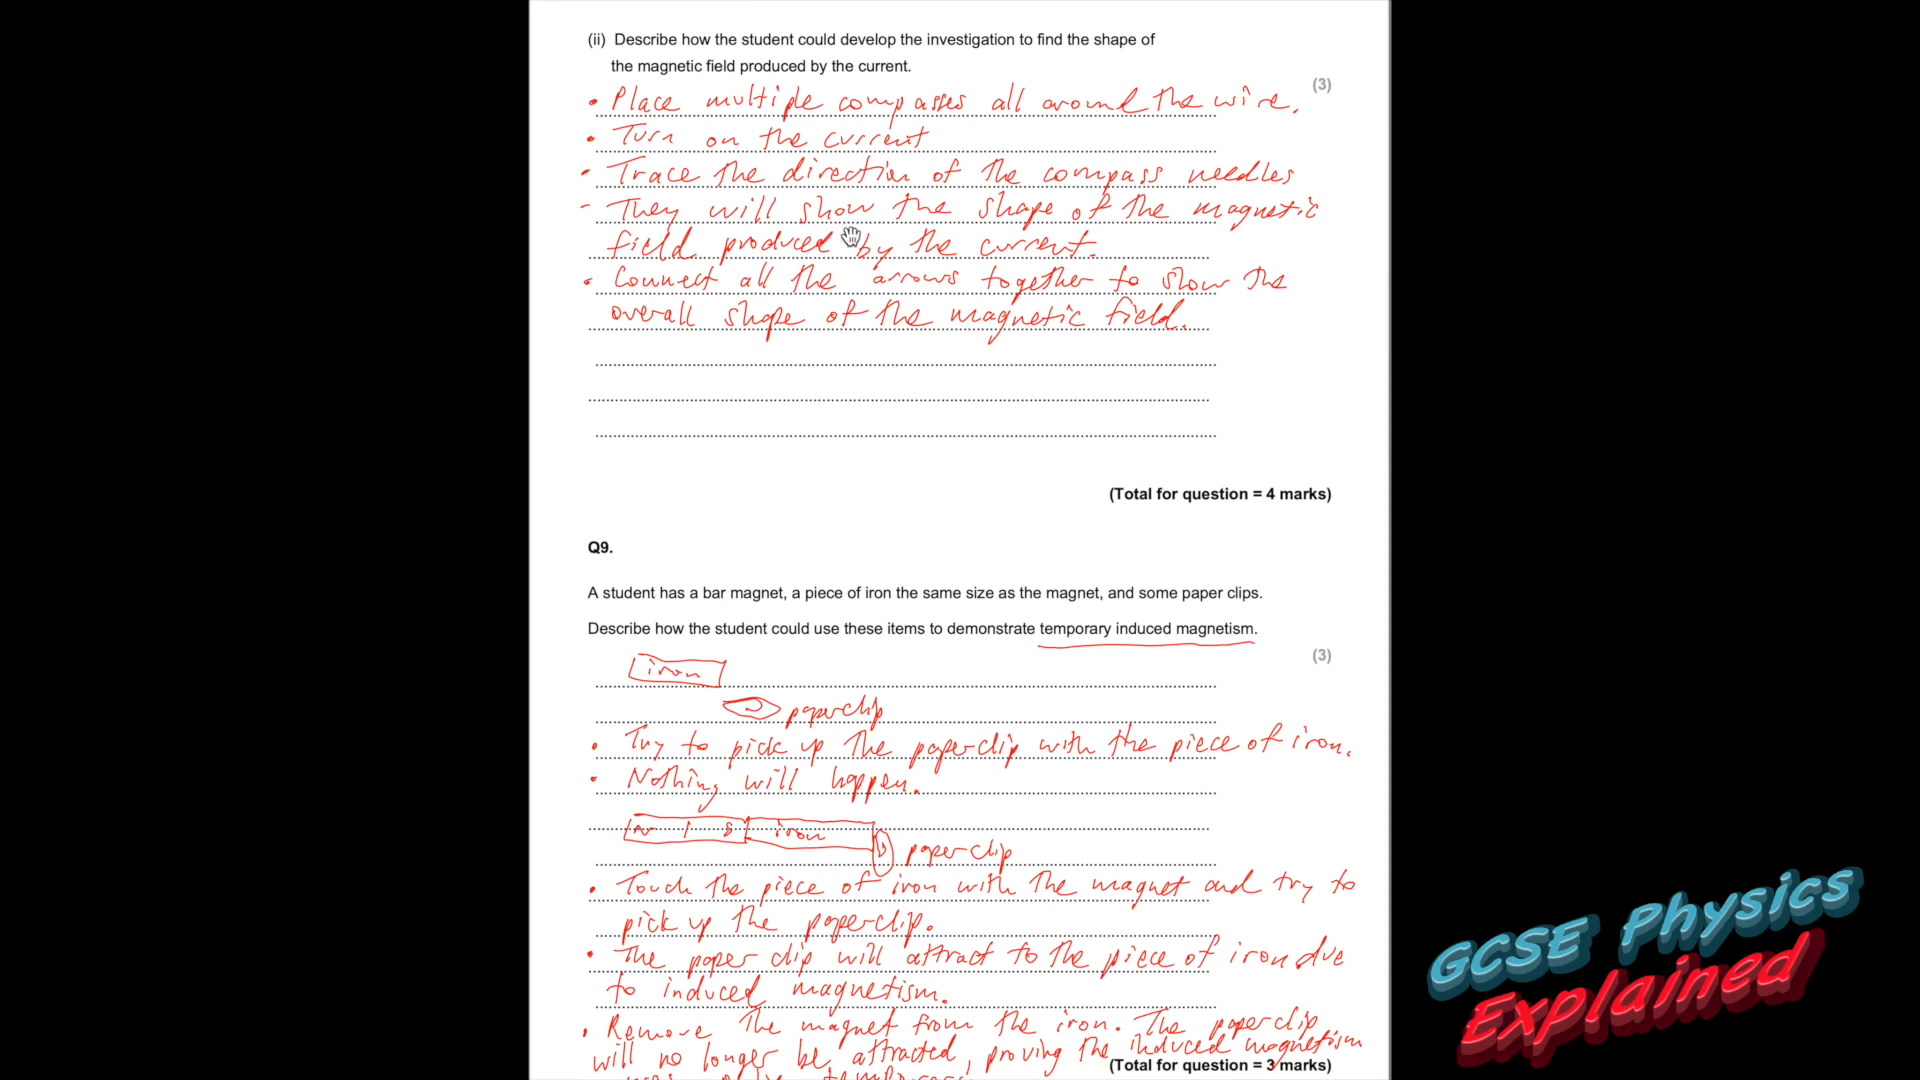 (ii) Describe how the student could develop the investigation to find the shape of
the magnetic field produced by the current.
(3)
• Place multiple compasses all around the wire.
• Turn on the current
- Trace the direction of the compass needles
- They will show the shape of the magnetic
field produced by the current.
• Connect all the arrows together to show the
overall shape of the magnetic field.
(Total for question = 4 marks)
Q9.
A student has a bar magnet, a piece of iron the same size as the magnet, and some paper clips.
Describe how the student could use these items to demonstrate temporary induced magnetism.
(3)
iron
paperclip
• Try to pick up the paperclip with the piece of iron.
• Nothing will happen.
N S iron
paperclip
• Touch the piece of iron with the magnet and try to
pick up the paperclip.
• The paper clip will attract to the piece of iron due
to induced magnetism.
• Remove the magnet from the iron. The paperclip
will no longer be attracted, proving the induced magnetism
(Total for question = 3 marks)
GCSE Physics
Explained